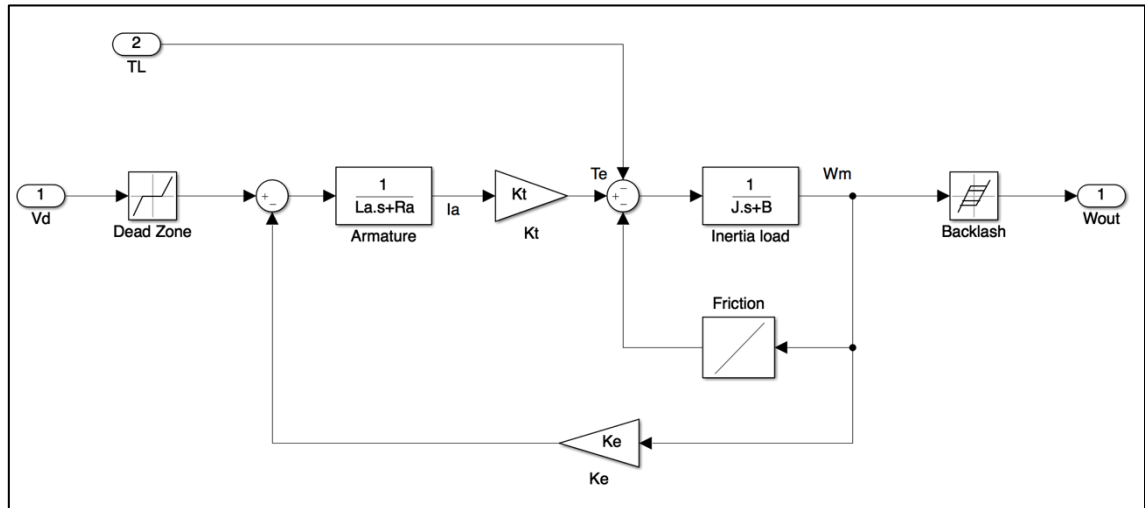 2
TL
1
Vd
Dead Zone
+
−
1
La.s+Ra
Armature
Ia
Kt
Kt
Te
−
+
−
1
J.s+B
Inertia load
Wm
Backlash
1
Wout
Friction
Ke
Ke